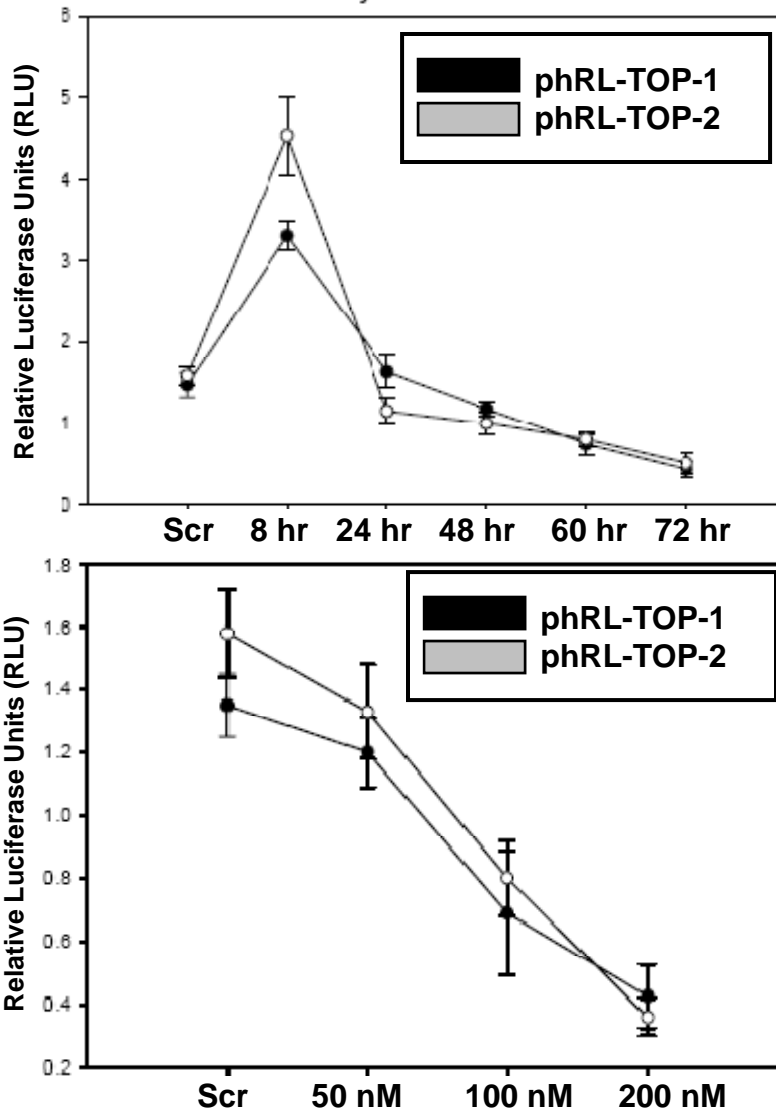 Relative Luciferase Units (RLU)
6
5
4
3
2
1
0
phRL-TOP-1
phRL-TOP-2
Scr 8 hr 24 hr 48 hr 60 hr 72 hr
Relative Luciferase Units (RLU)
1.8
1.6
1.4
1.2
1.0
0.8
0.6
0.4
0.2
phRL-TOP-1
phRL-TOP-2
Scr 50 nM 100 nM 200 nM